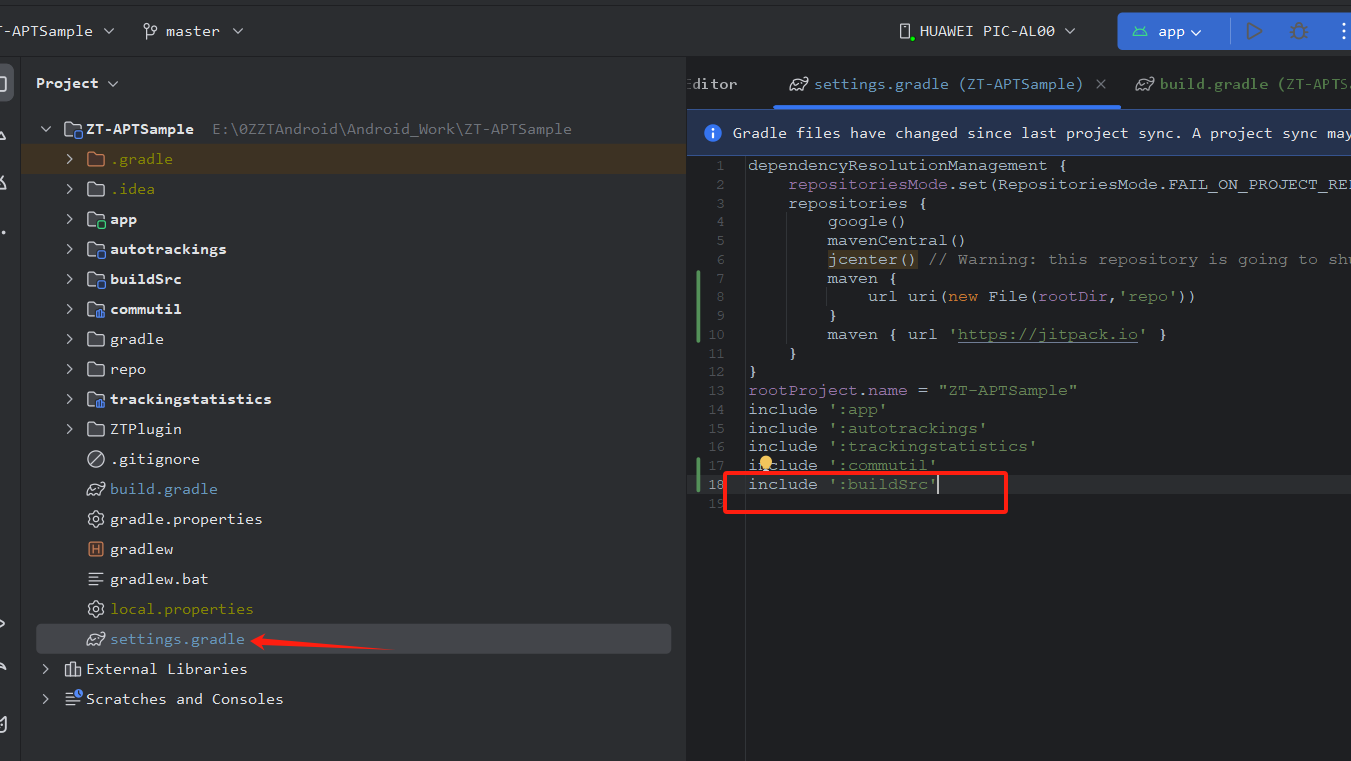 T-APTSample
master
HUAWEI PIC-AL00
app
Project
ZT-APTSample E:\0ZZTAndroid\Android_Work\ZT-APTSample
.gradle
.idea
app
autotrackings
buildSrc
commutil
gradle
repo
trackingstatistics
ZTPlugin
.gitignore
build.gradle
gradle.properties
gradlew
gradlew.bat
local.properties
settings.gradle
External Libraries
Scratches and Consoles
Editor
settings.gradle (ZT-APTSample)
build.gradle (ZT-APTS
Gradle files have changed since last project sync. A project sync may
1 dependencyResolutionManagement {
2 repositoriesMode.set(RepositoriesMode.FAIL_ON_PROJECT_RE
3 repositories {
4 google()
5 mavenCentral()
6 jcenter() // Warning: this repository is going to sh
7 maven {
8 url uri(new File(rootDir,'repo'))
9 }
10 maven { url 'https://jitpack.io' }
11 }
12 }
13 rootProject.name = "ZT-APTSample"
14 include ':app'
15 include ':autotrackings'
16 include ':trackingstatistics'
17 include ':commutil'
18 include ':buildSrc'
19